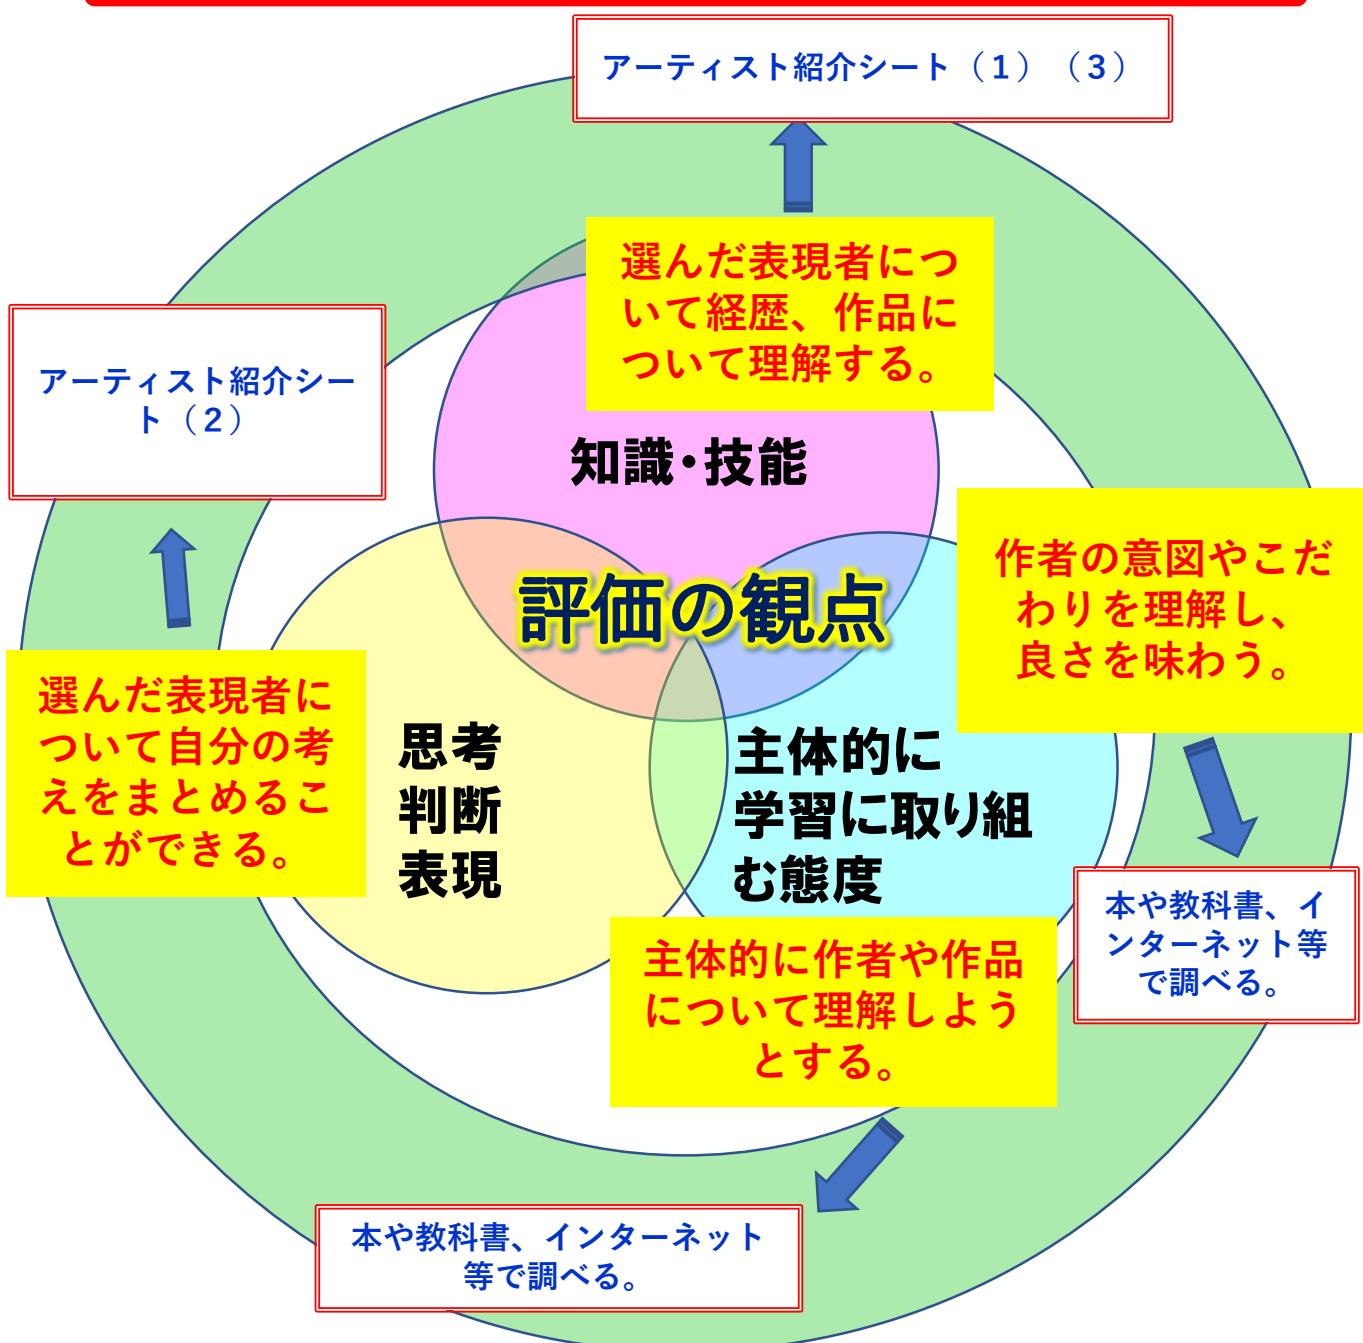 アーティスト紹介シート（１）（３）
選んだ表現者につ
いて経歴、作品に
ついて理解する。
アーティスト紹介シー
ト（２）
知識・技能
作者の意図やこだ
わりを理解し、
良さを味わう。
評価の観点
選んだ表現者に
ついて自分の考
えをまとめるこ
とができる。
思考
判断
表現
主体的に
学習に取り組
む態度
本や教科書、イ
ンターネット等
で調べる。
主体的に作者や作品
について理解しよう
とする。
本や教科書、インターネット
等で調べる。